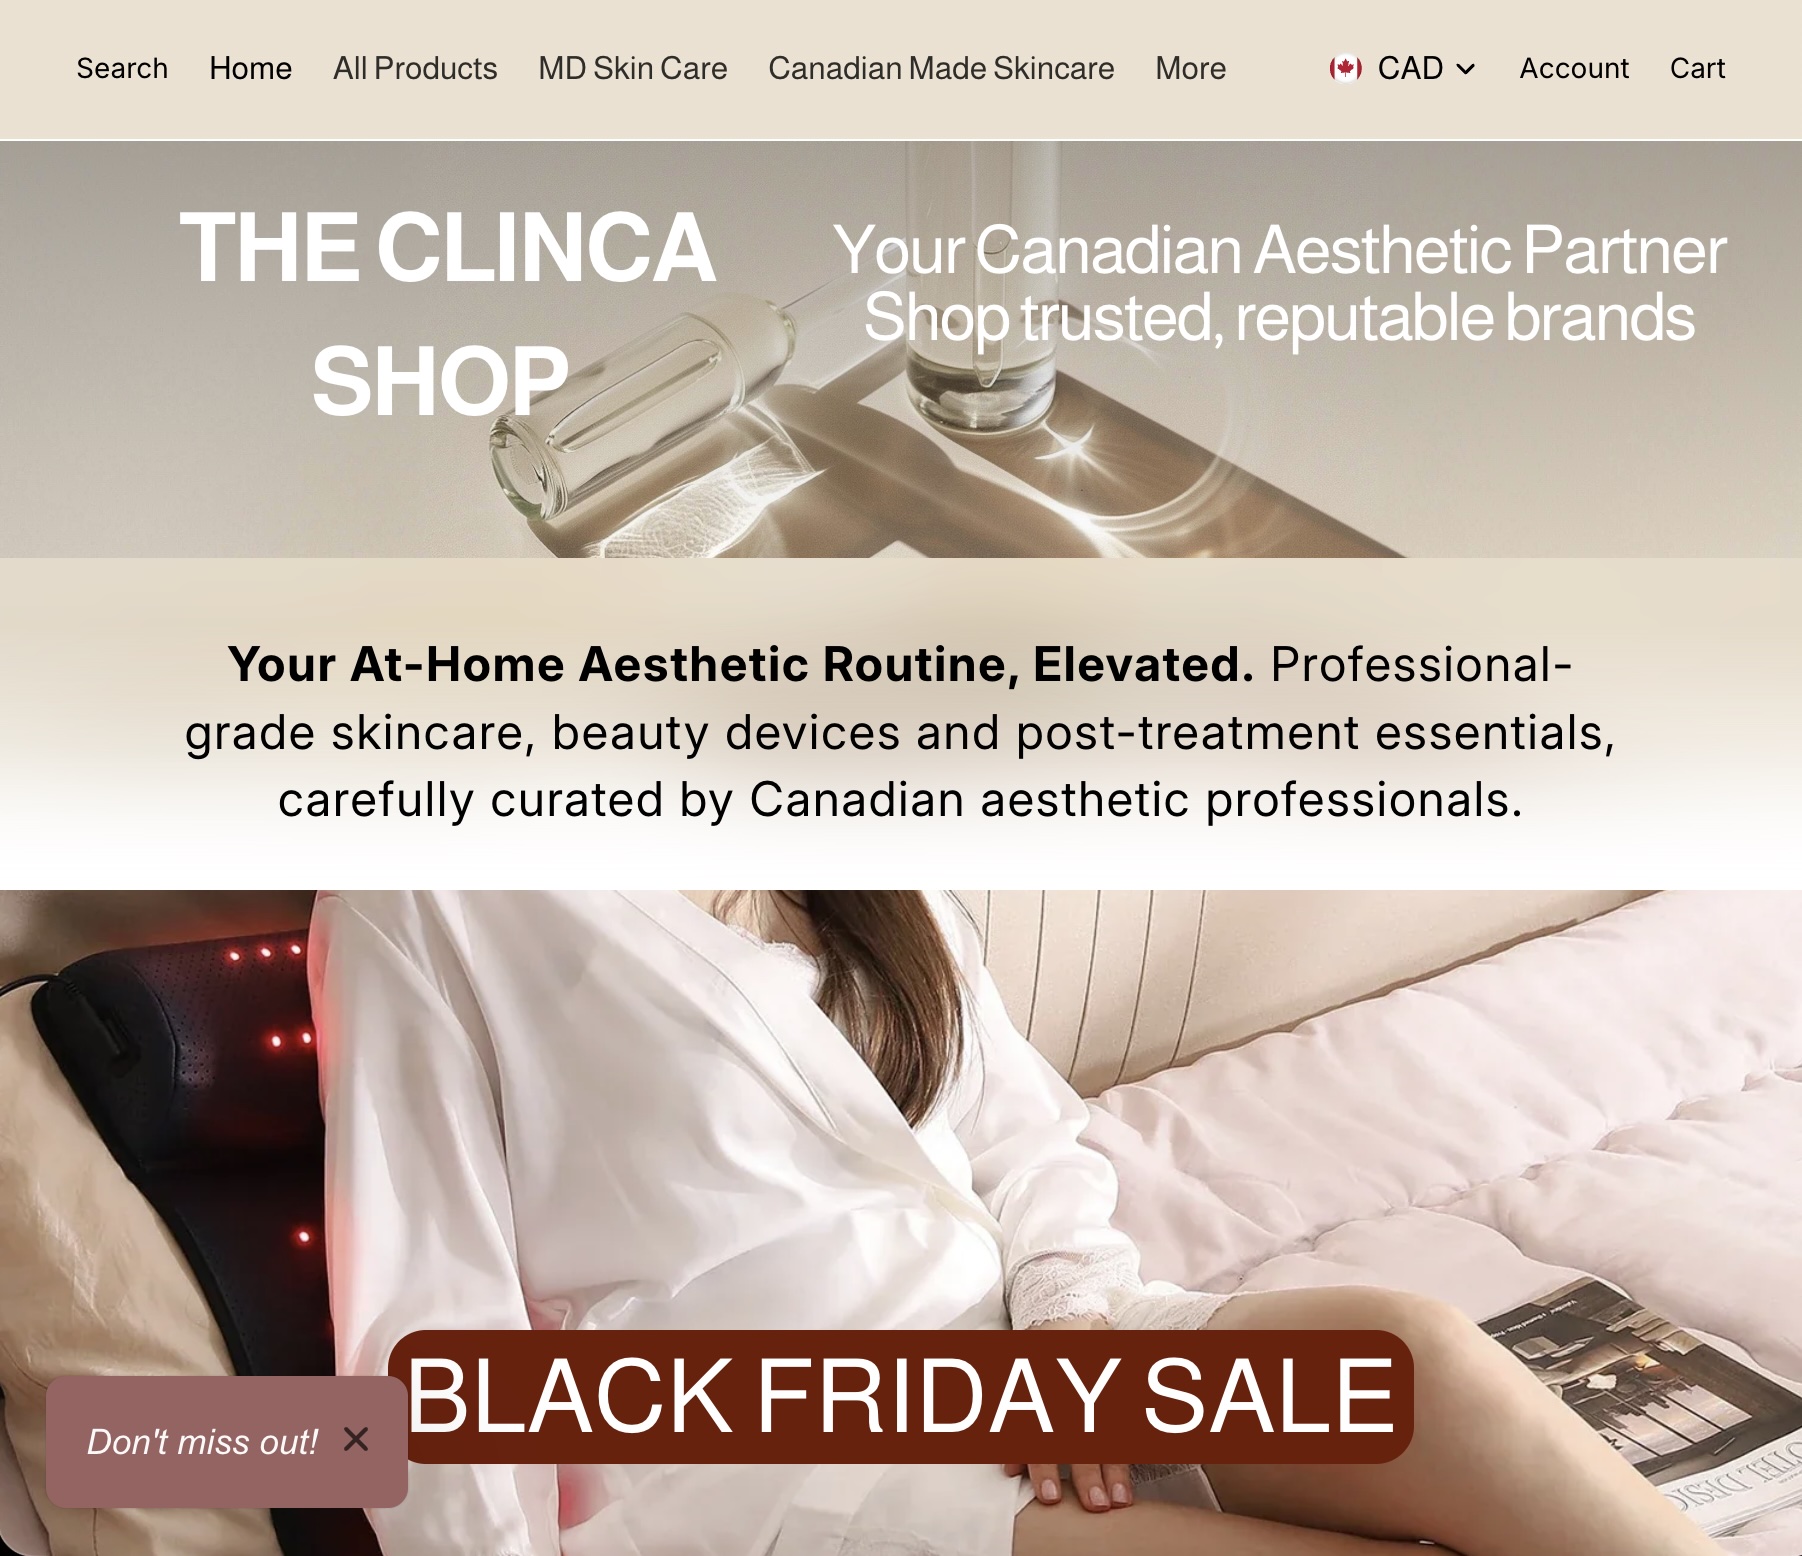 Search Home All Products MD Skin Care Canadian Made Skincare More CAD Account Cart
THE CLINCA
SHOP
Your Canadian Aesthetic Partner
Shop trusted, reputable brands
Your At-Home Aesthetic Routine, Elevated. Professional-
grade skincare, beauty devices and post-treatment essentials,
carefully curated by Canadian aesthetic professionals.
BLACK FRIDAY SALE
Don't miss out!